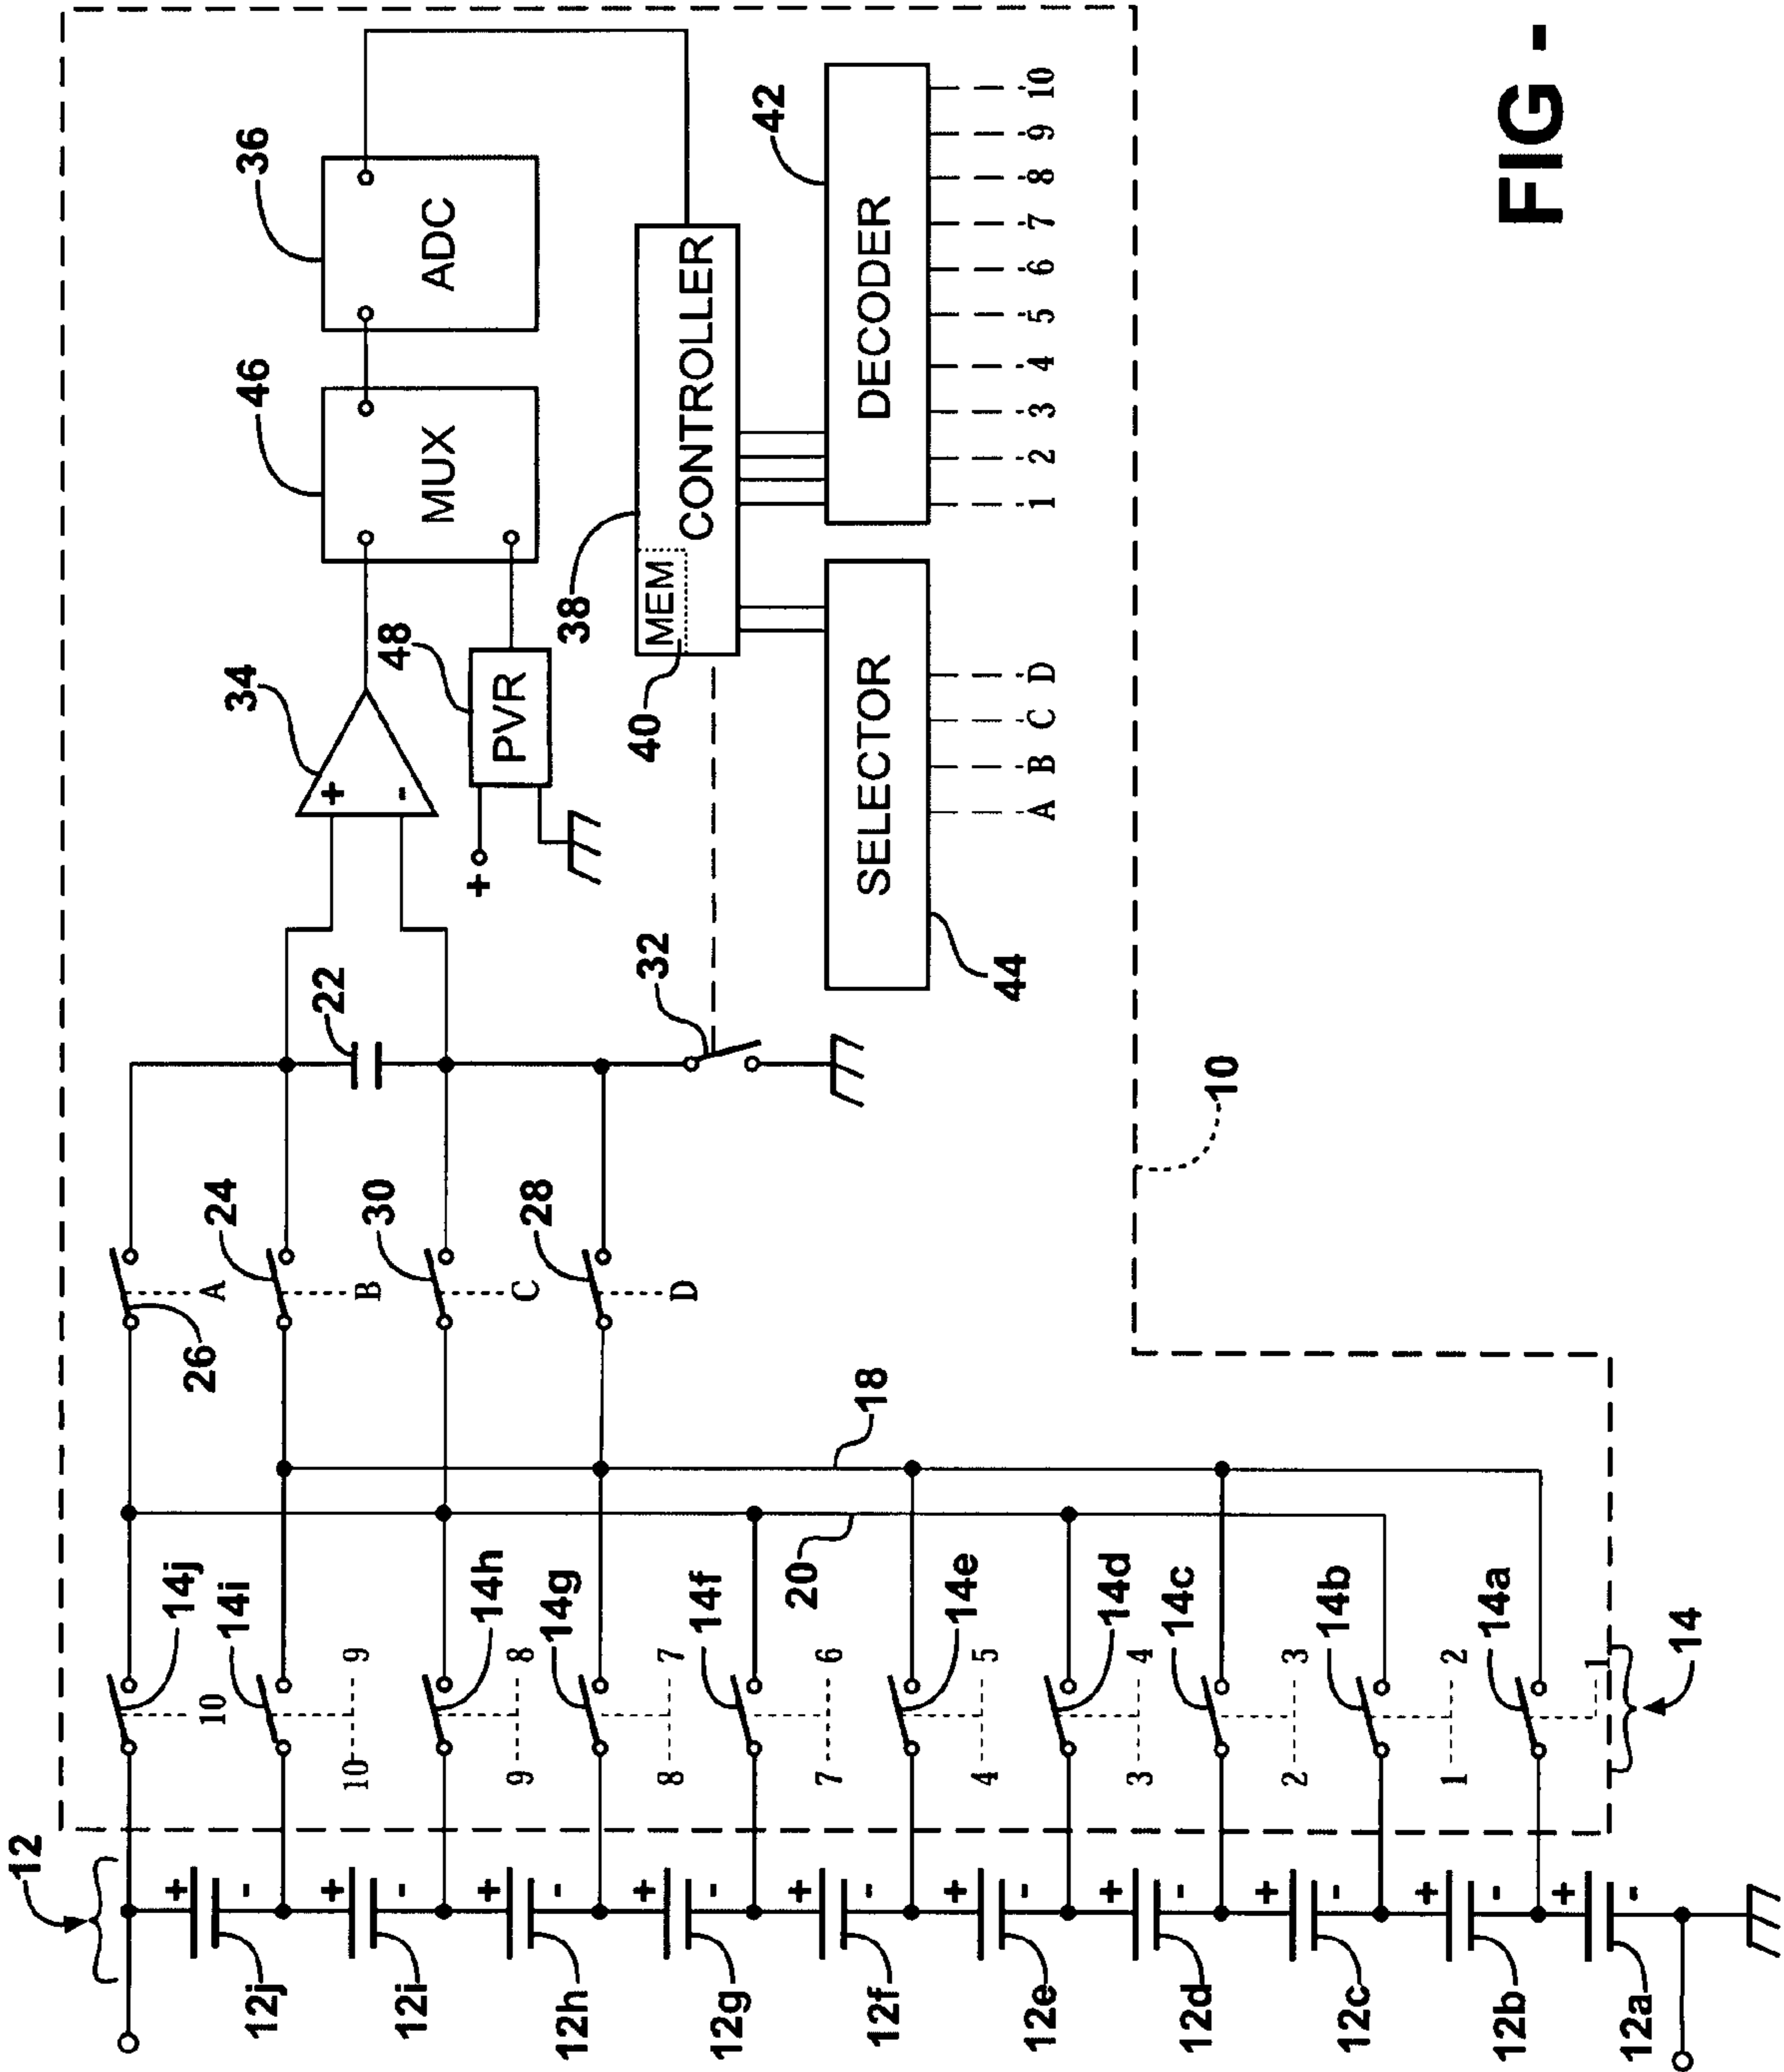 12
12j
+
-
12i
+
-
12h
+
-
12g
+
-
12f
+
-
12e
+
-
12d
+
-
12c
+
-
12b
+
-
12a
+
-
14j
10
14i
10 9
14h
9 8
14g
8 7
14f
7 6
14e
4 5
14d
3 4
14c
2 3
14b
1 2
14a
1
14
20
18
26
A
24
B
30
C
28
D
10
22
32
34
+
-
48
PVR
+
46
MUX
36
ADC
38
MEM
CONTROLLER
40
SELECTOR
44
A B C D
42
DECODER
1 2 3 4 5 6 7 8 9 10
FIG -